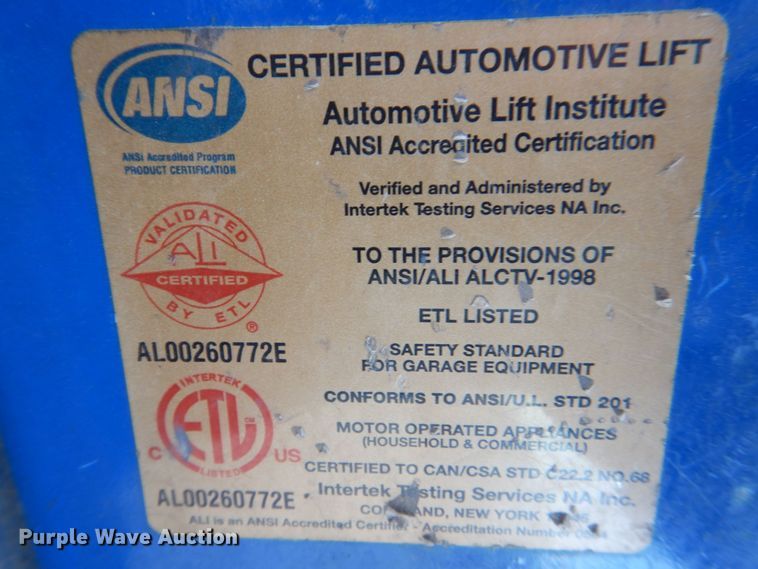 ANSI
ANSI Accredited Program
PRODUCT CERTIFICATION
CERTIFIED AUTOMOTIVE LIFT
Automotive Lift Institute
ANSI Accredited Certification
Verified and Administered by
Intertek Testing Services NA Inc.
VALIDATED
ALI
CERTIFIED
BY ETL
®
AL00260772E
TO THE PROVISIONS OF
ANSI/ALI ALCTV-1998
ETL LISTED
SAFETY STANDARD
FOR GARAGE EQUIPMENT
CONFORMS TO ANSI/U.L. STD 201
MOTOR OPERATED APPLIANCES
(HOUSEHOLD & COMMERCIAL)
CERTIFIED TO CAN/CSA STD C22.2 NO.68
INTERTEK
ETL
CM
C US
LISTED
AL00260772E
Intertek Testing Services NA Inc.
NEW YORK
ALI is an ANSI Accredited Certifier - Accreditation Number
Purple Wave Auction